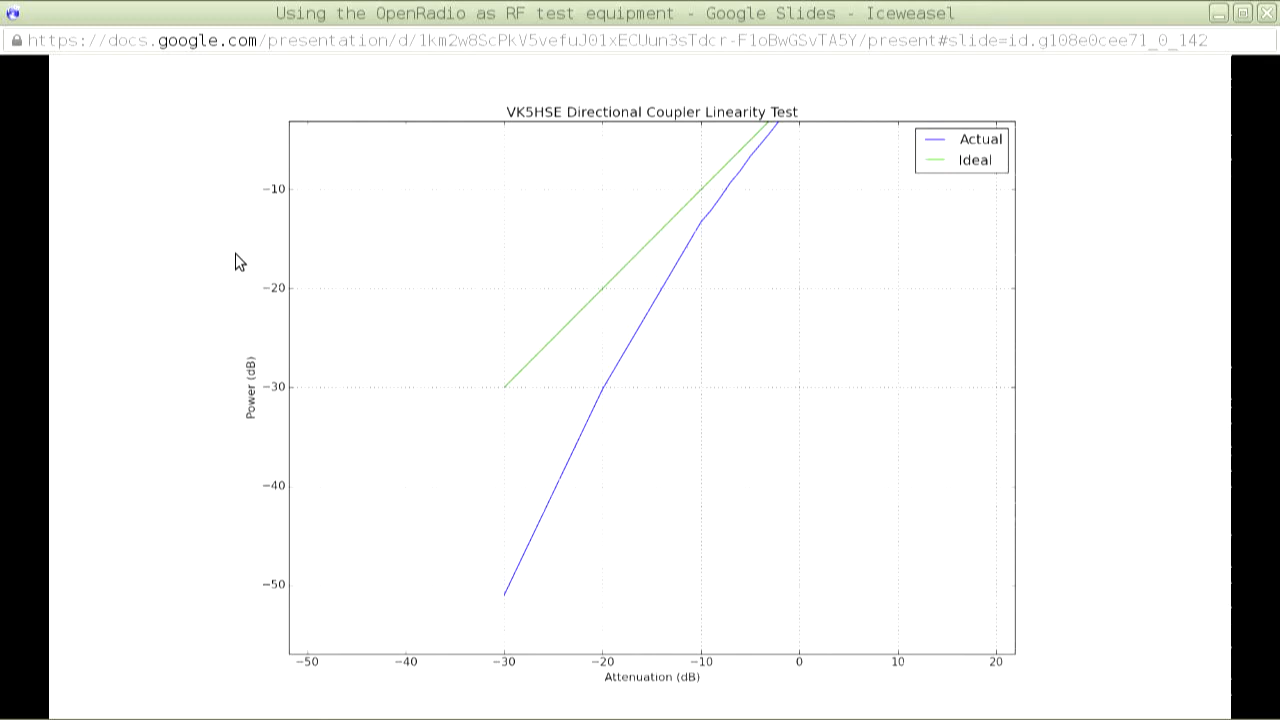 Using the OpenRadio as RF test equipment - Google Slides - Iceweasel
https://docs.google.com/presentation/d/1km2w8ScPkV5vefuJ01xECUun3sTdcr-F1oBwGSvTA5Y/present#slide=id.g108e0cee71_0_142
VK5HSE Directional Coupler Linearity Test
Actual
Ideal
−10
−20
−30
−40
−50
Power (dB)
−50 −40 −30 −20 −10 0 10 20
Attenuation (dB)